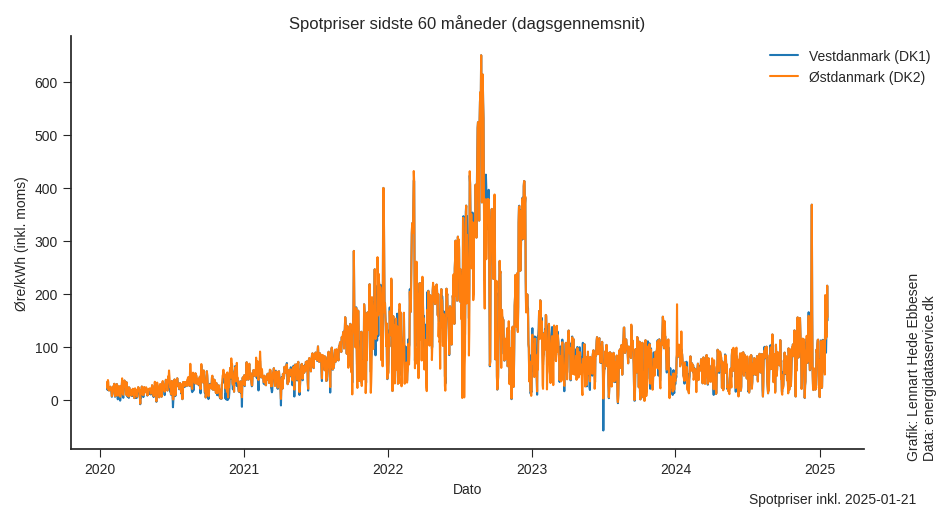 Spotpriser sidste 60 måneder (dagsgennemsnit)
Vestdanmark (DK1)
Østdanmark (DK2)
Øre/kWh (inkl. moms)
600
500
400
300
200
100
0
2020
2021
2022
2023
2024
2025
Dato
Grafik: Lennart Hede Ebbesen
Data: energidataservice.dk
Spotpriser inkl. 2025-01-21